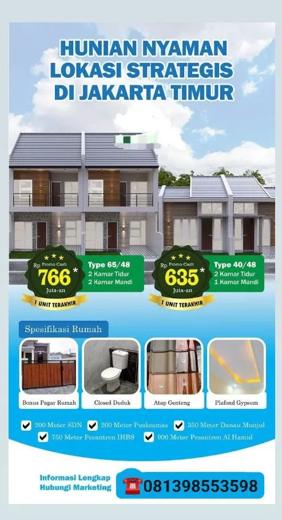 HUNIAN NYAMAN
LOKASI STRATEGIS
DI JAKARTA TIMUR
Rp Promo Cash
766*
Juta-an
1 UNIT TERAKHIR
Type 65/48
2 Kamar Tidur
2 Kamar Mandi
Rp Promo Cash
635*
Juta-an
1 UNIT TERAKHIR
Type 40/48
2 Kamar Tidur
1 Kamar Mandi
Spesifikasi Rumah
Bonus Pagar Rumah
Closed Duduk
Atap Genteng
Plafond Gypsum
200 Meter SDN
200 Meter Puskesmas
350 Meter Danau Munjul
750 Meter Pesantren IHBS
900 Meter Pesantren Al Hamid
Informasi Lengkap
Hubungi Marketing
☎081398553598